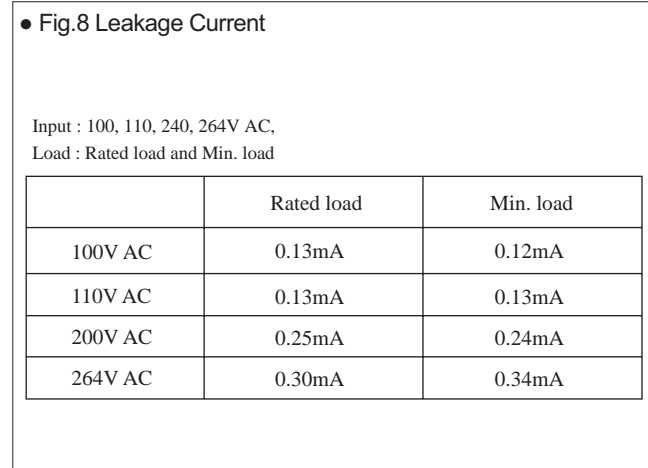 ● Fig.8 Leakage Current
Input : 100, 110, 240, 264V AC,
Load : Rated load and Min. load
Rated load Min. load
100V AC 0.13mA 0.12mA
110V AC 0.13mA 0.13mA
200V AC 0.25mA 0.24mA
264V AC 0.30mA 0.34mA